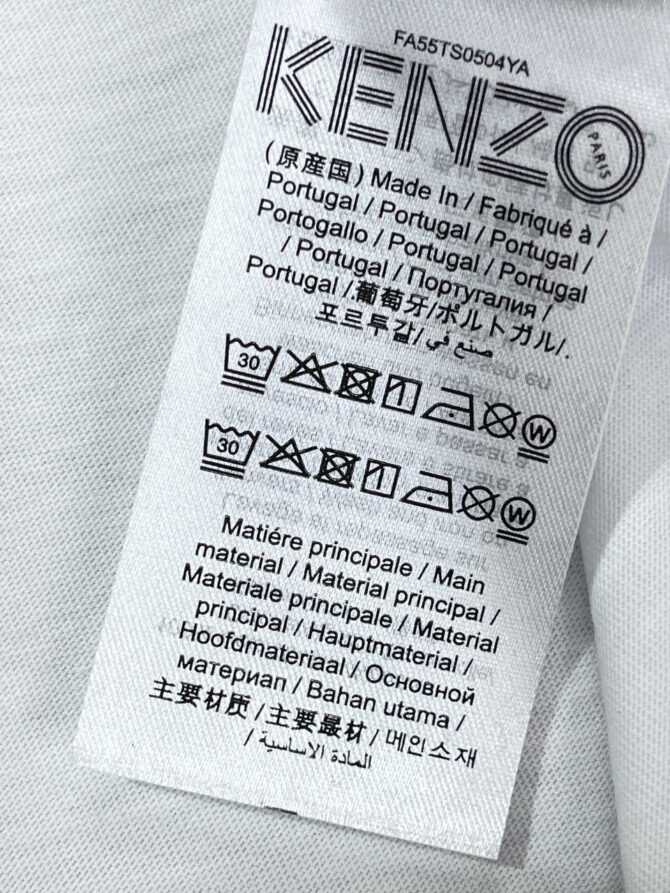 FA55TS0504YA
KENZO
PARIS
(原産国) Made In / Fabriqué à /
Portugal / Portugal / Portugal /
Portogallo / Portugal / Portugal
/ Portugal / Португалия /
Portugal /.葡萄牙/ポルトガル/.
포르투갈/صنع في
30 W
30 W
Matiére principale / Main
material / Material principal /
Materiale principale / Material
principal / Hauptmaterial /
Hoofdmateriaal / Основной
материал / Bahan utama /
主要材质 /主要最材/ 메인소재
/ المادة الاساسية